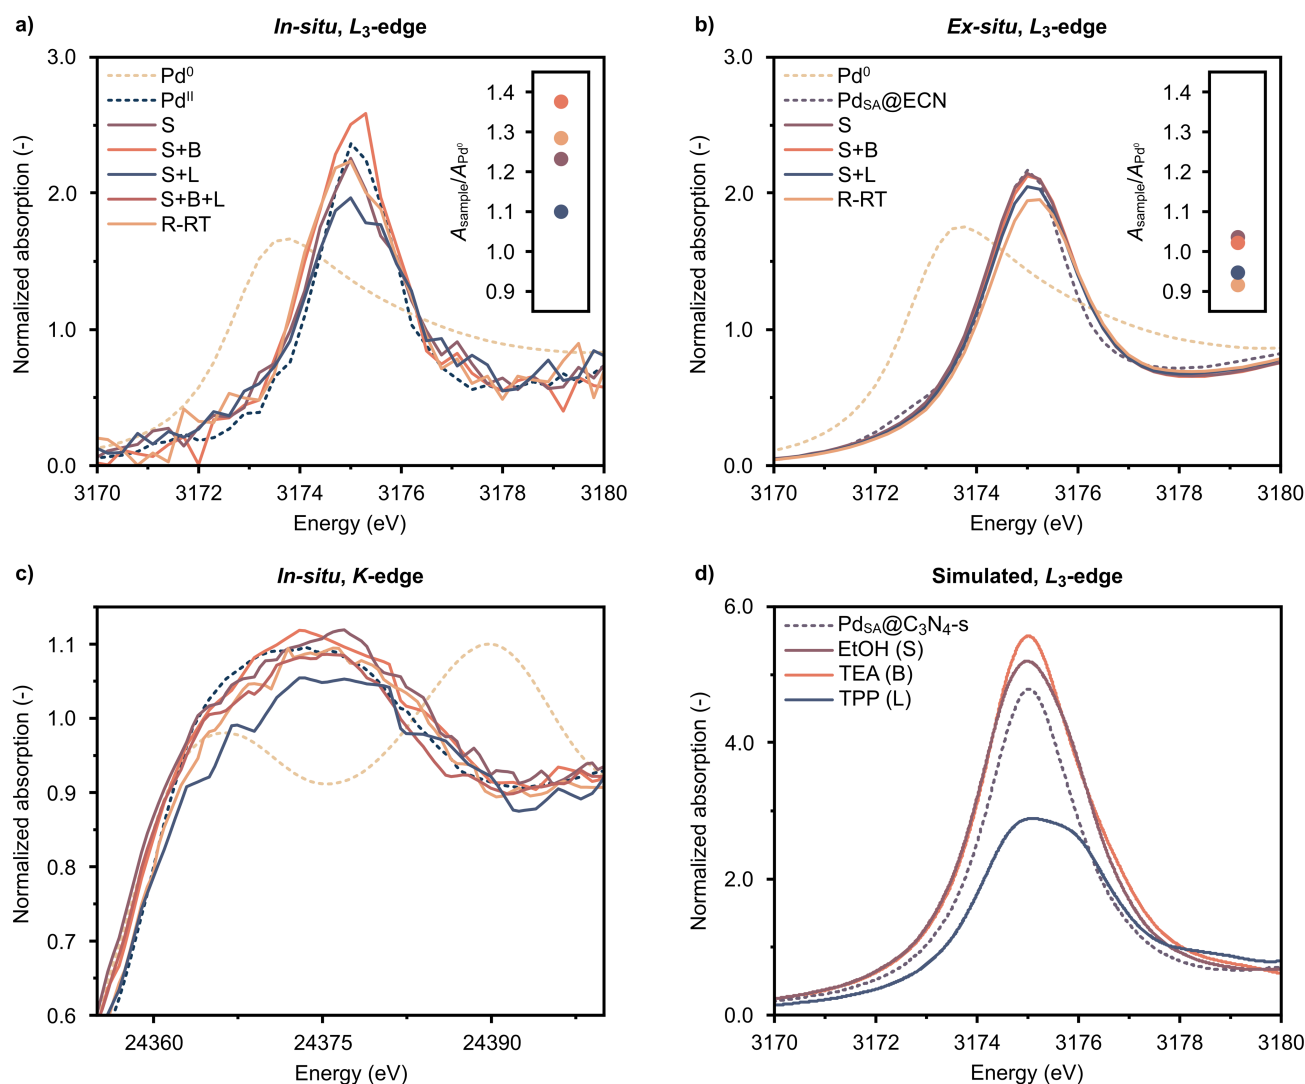 a)
In-situ, L3-edge
3.0
2.0
1.0
0.0
Normalized absorption (-)
Pd0
PdII
S
S+B
S+L
S+B+L
R-RT
Asample/APd0
1.4
1.3
1.2
1.1
1.0
0.9
3170
3172
3174
3176
3178
3180
Energy (eV)
b)
Ex-situ, L3-edge
3.0
2.0
1.0
0.0
Normalized absorption (-)
Pd0
PdSA@ECN
S
S+B
S+L
R-RT
Asample/APd0
1.4
1.3
1.2
1.1
1.0
0.9
3170
3172
3174
3176
3178
3180
Energy (eV)
c)
In-situ, K-edge
1.1
1.0
0.9
0.8
0.7
0.6
Normalized absorption (-)
24360
24375
24390
Energy (eV)
d)
Simulated, L3-edge
6.0
4.0
2.0
0.0
Normalized absorption (-)
PdSA@C3N4-s
EtOH (S)
TEA (B)
TPP (L)
3170
3172
3174
3176
3178
3180
Energy (eV)